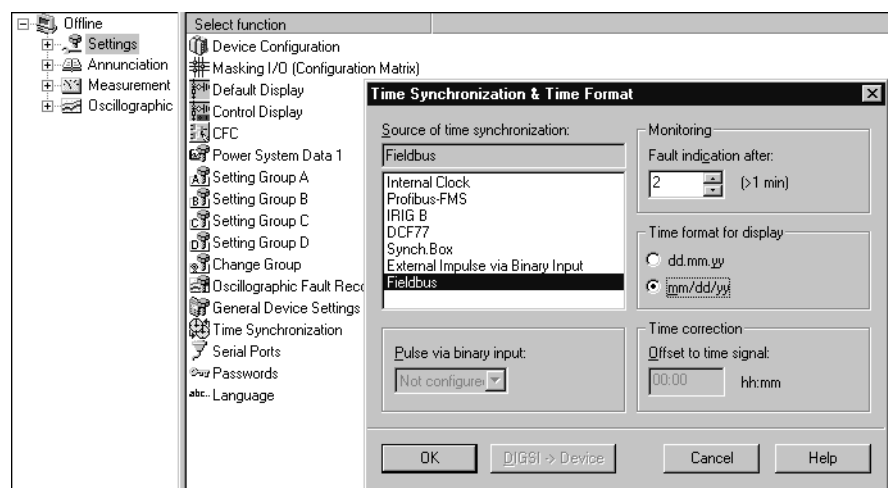 Offline
Settings
Annunciation
Measurement
Oscillographic
Select function
Device Configuration
Masking I/O (Configuration Matrix)
Default Display
Control Display
CFC
Power System Data 1
Setting Group A
Setting Group B
Setting Group C
Setting Group D
Change Group
Oscillographic Fault Reco
General Device Settings
Time Synchronization
Serial Ports
Passwords
abc.. Language
Time Synchronization & Time Format
Source of time synchronization:
Fieldbus
Internal Clock
Profibus-FMS
IRIG B
DCF77
Synch.Box
External Impulse via Binary Input
Fieldbus
Pulse via binary input:
Not configure
Monitoring
Fault indication after:
2 (>1 min)
Time format for display
dd.mm.yy
mm/dd/yy
Time correction
Offset to time signal:
00:00 hh:mm
OK
DIGSI -> Device
Cancel
Help